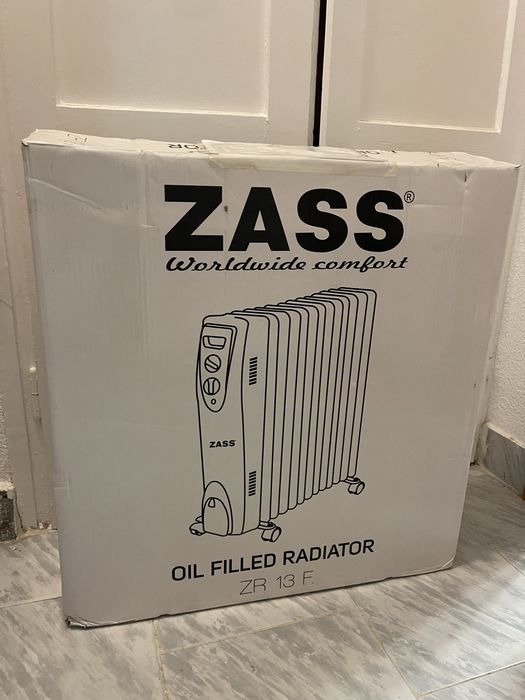 ZASS®
Worldwide comfort
ZASS
OIL FILLED RADIATOR
ZR 13 F.